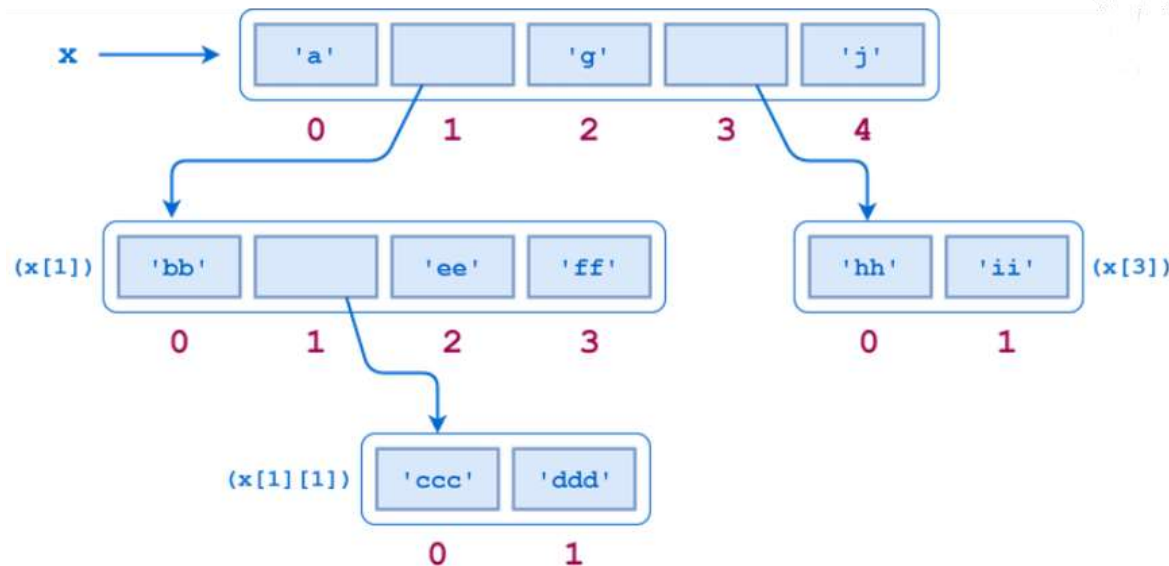 x 'a' 'g' 'j'
0 1 2 3 4
(x[1]) 'bb' 'ee' 'ff' 'hh' 'ii' (x[3])
0 1 2 3 0 1
(x[1][1]) 'ccc' 'ddd'
0 1